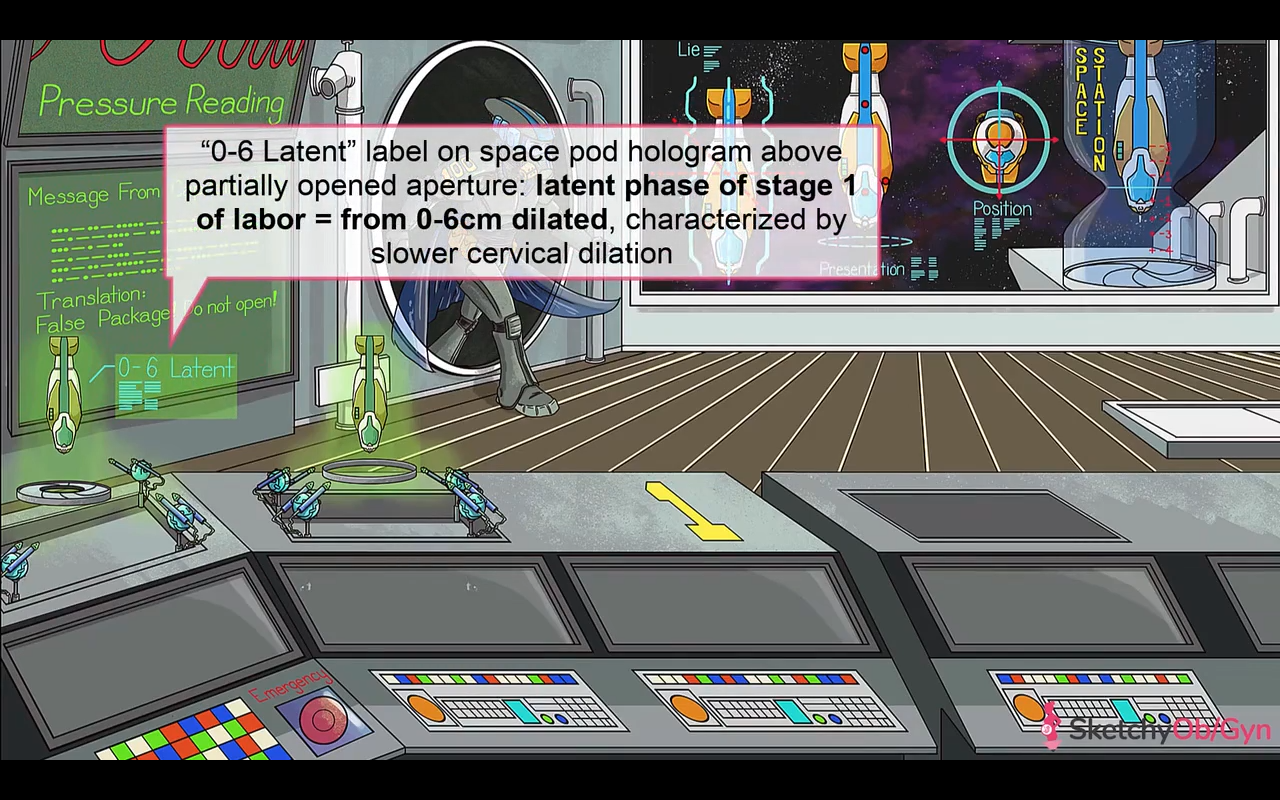 Pressure Reading
“0-6 Latent” label on space pod hologram above
partially opened aperture: latent phase of stage 1
of labor = from 0-6cm dilated, characterized by
slower cervical dilation
Message From
Translation:
False Package! Do not open!
0-6 Latent
Lie
Position
Presentation
SPACE
STATION
Emergency
SketchyOb/Gyn